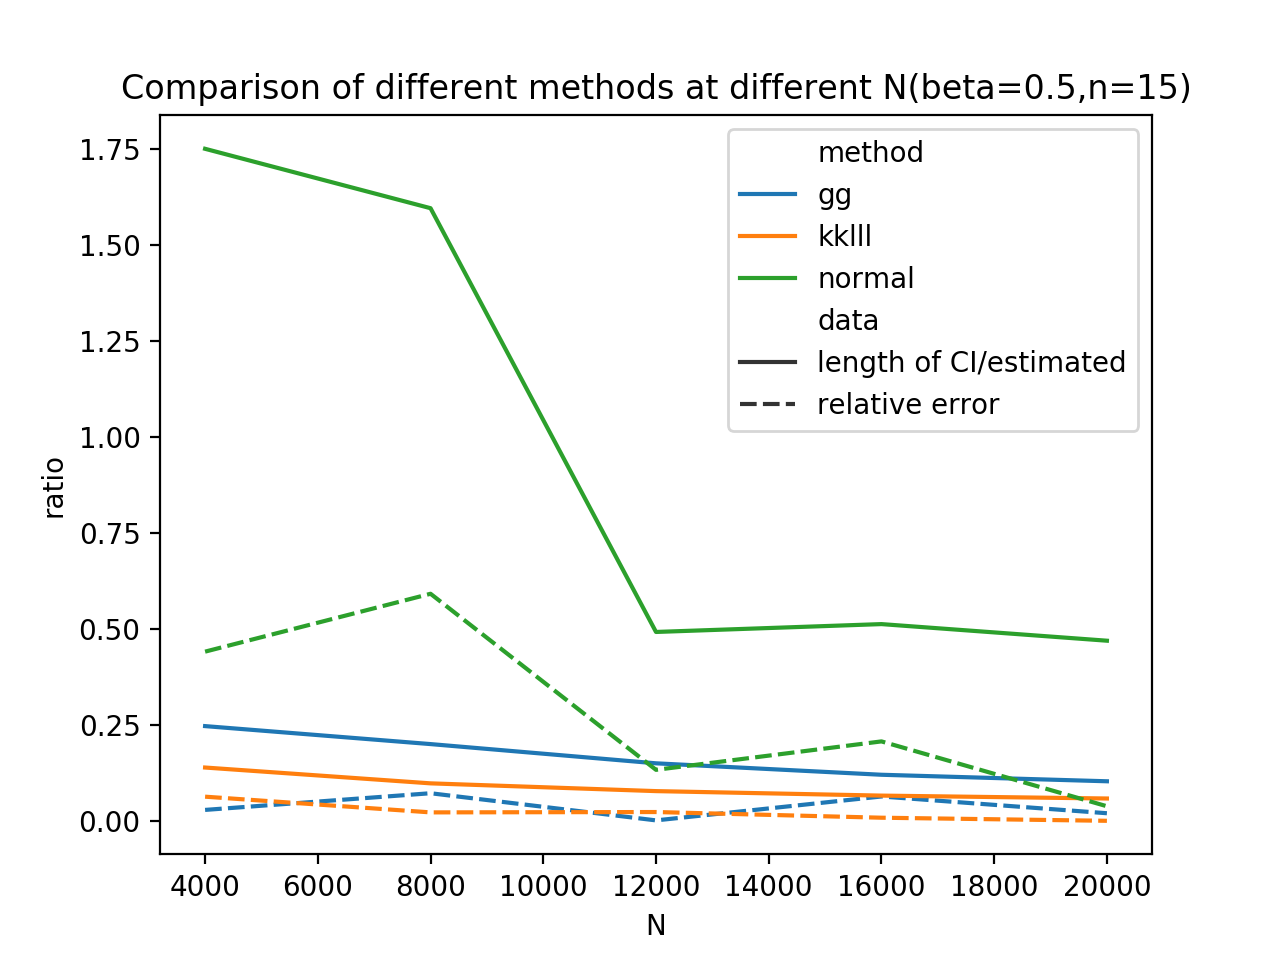 Comparison of different methods at different N(beta=0.5,n=15)
method
gg
kklll
normal
data
length of CI/estimated
relative error
ratio
1.75
1.50
1.25
1.00
0.75
0.50
0.25
0.00
4000 6000 8000 10000 12000 14000 16000 18000 20000
N